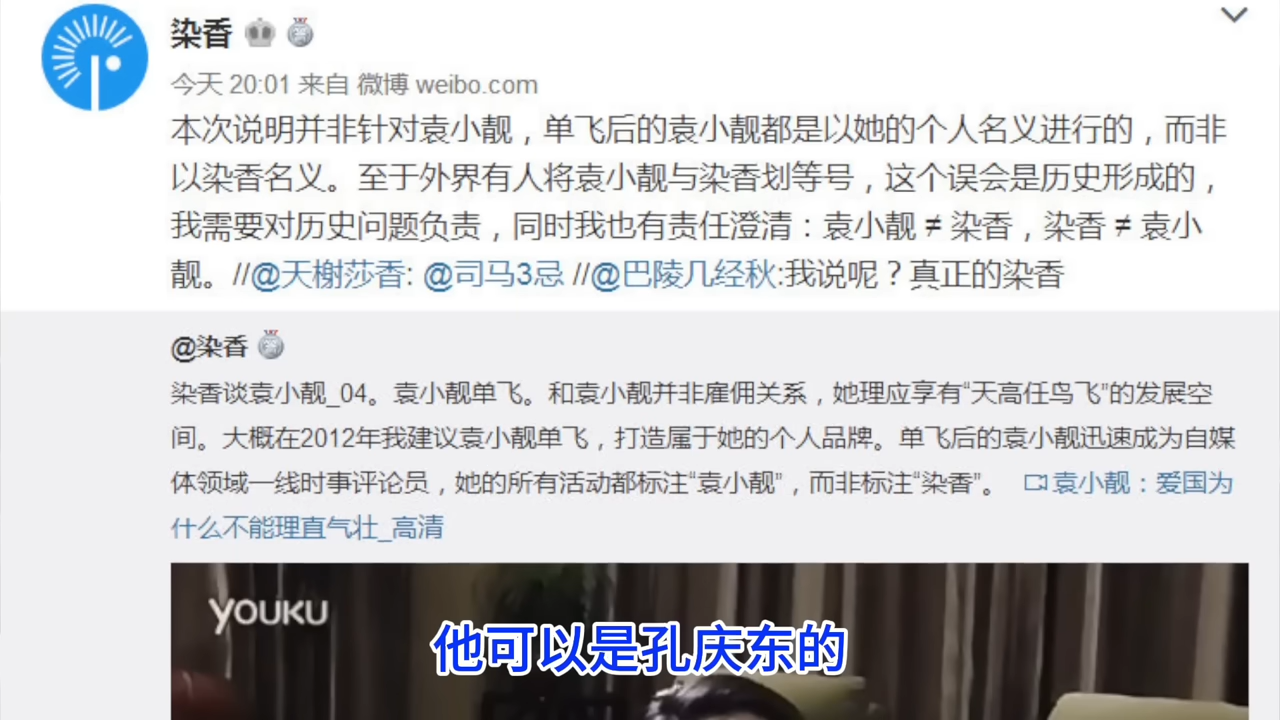 染香
今天 20:01 来自 微博 weibo.com
本次说明并非针对袁小靓，单飞后的袁小靓都是以她的个人名义进行的，而非
以染香名义。至于外界有人将袁小靓与染香划等号，这个误会是历史形成的，
我需要对历史问题负责，同时我也有责任澄清：袁小靓 ≠ 染香，染香 ≠ 袁小
靓。//@天榭莎香: @司马3忌 //@巴陵几经秋:我说呢？真正的染香
@染香
染香谈袁小靓_04。袁小靓单飞。和袁小靓并非雇佣关系，她理应享有“天高任鸟飞”的发展空
间。大概在2012年我建议袁小靓单飞，打造属于她的个人品牌。单飞后的袁小靓迅速成为自媒
体领域一线时事评论员，她的所有活动都标注“袁小靓”，而非标注“染香”。 袁小靓：爱国为
什么不能理直气壮_高清
YOUKU
他可以是孔庆东的